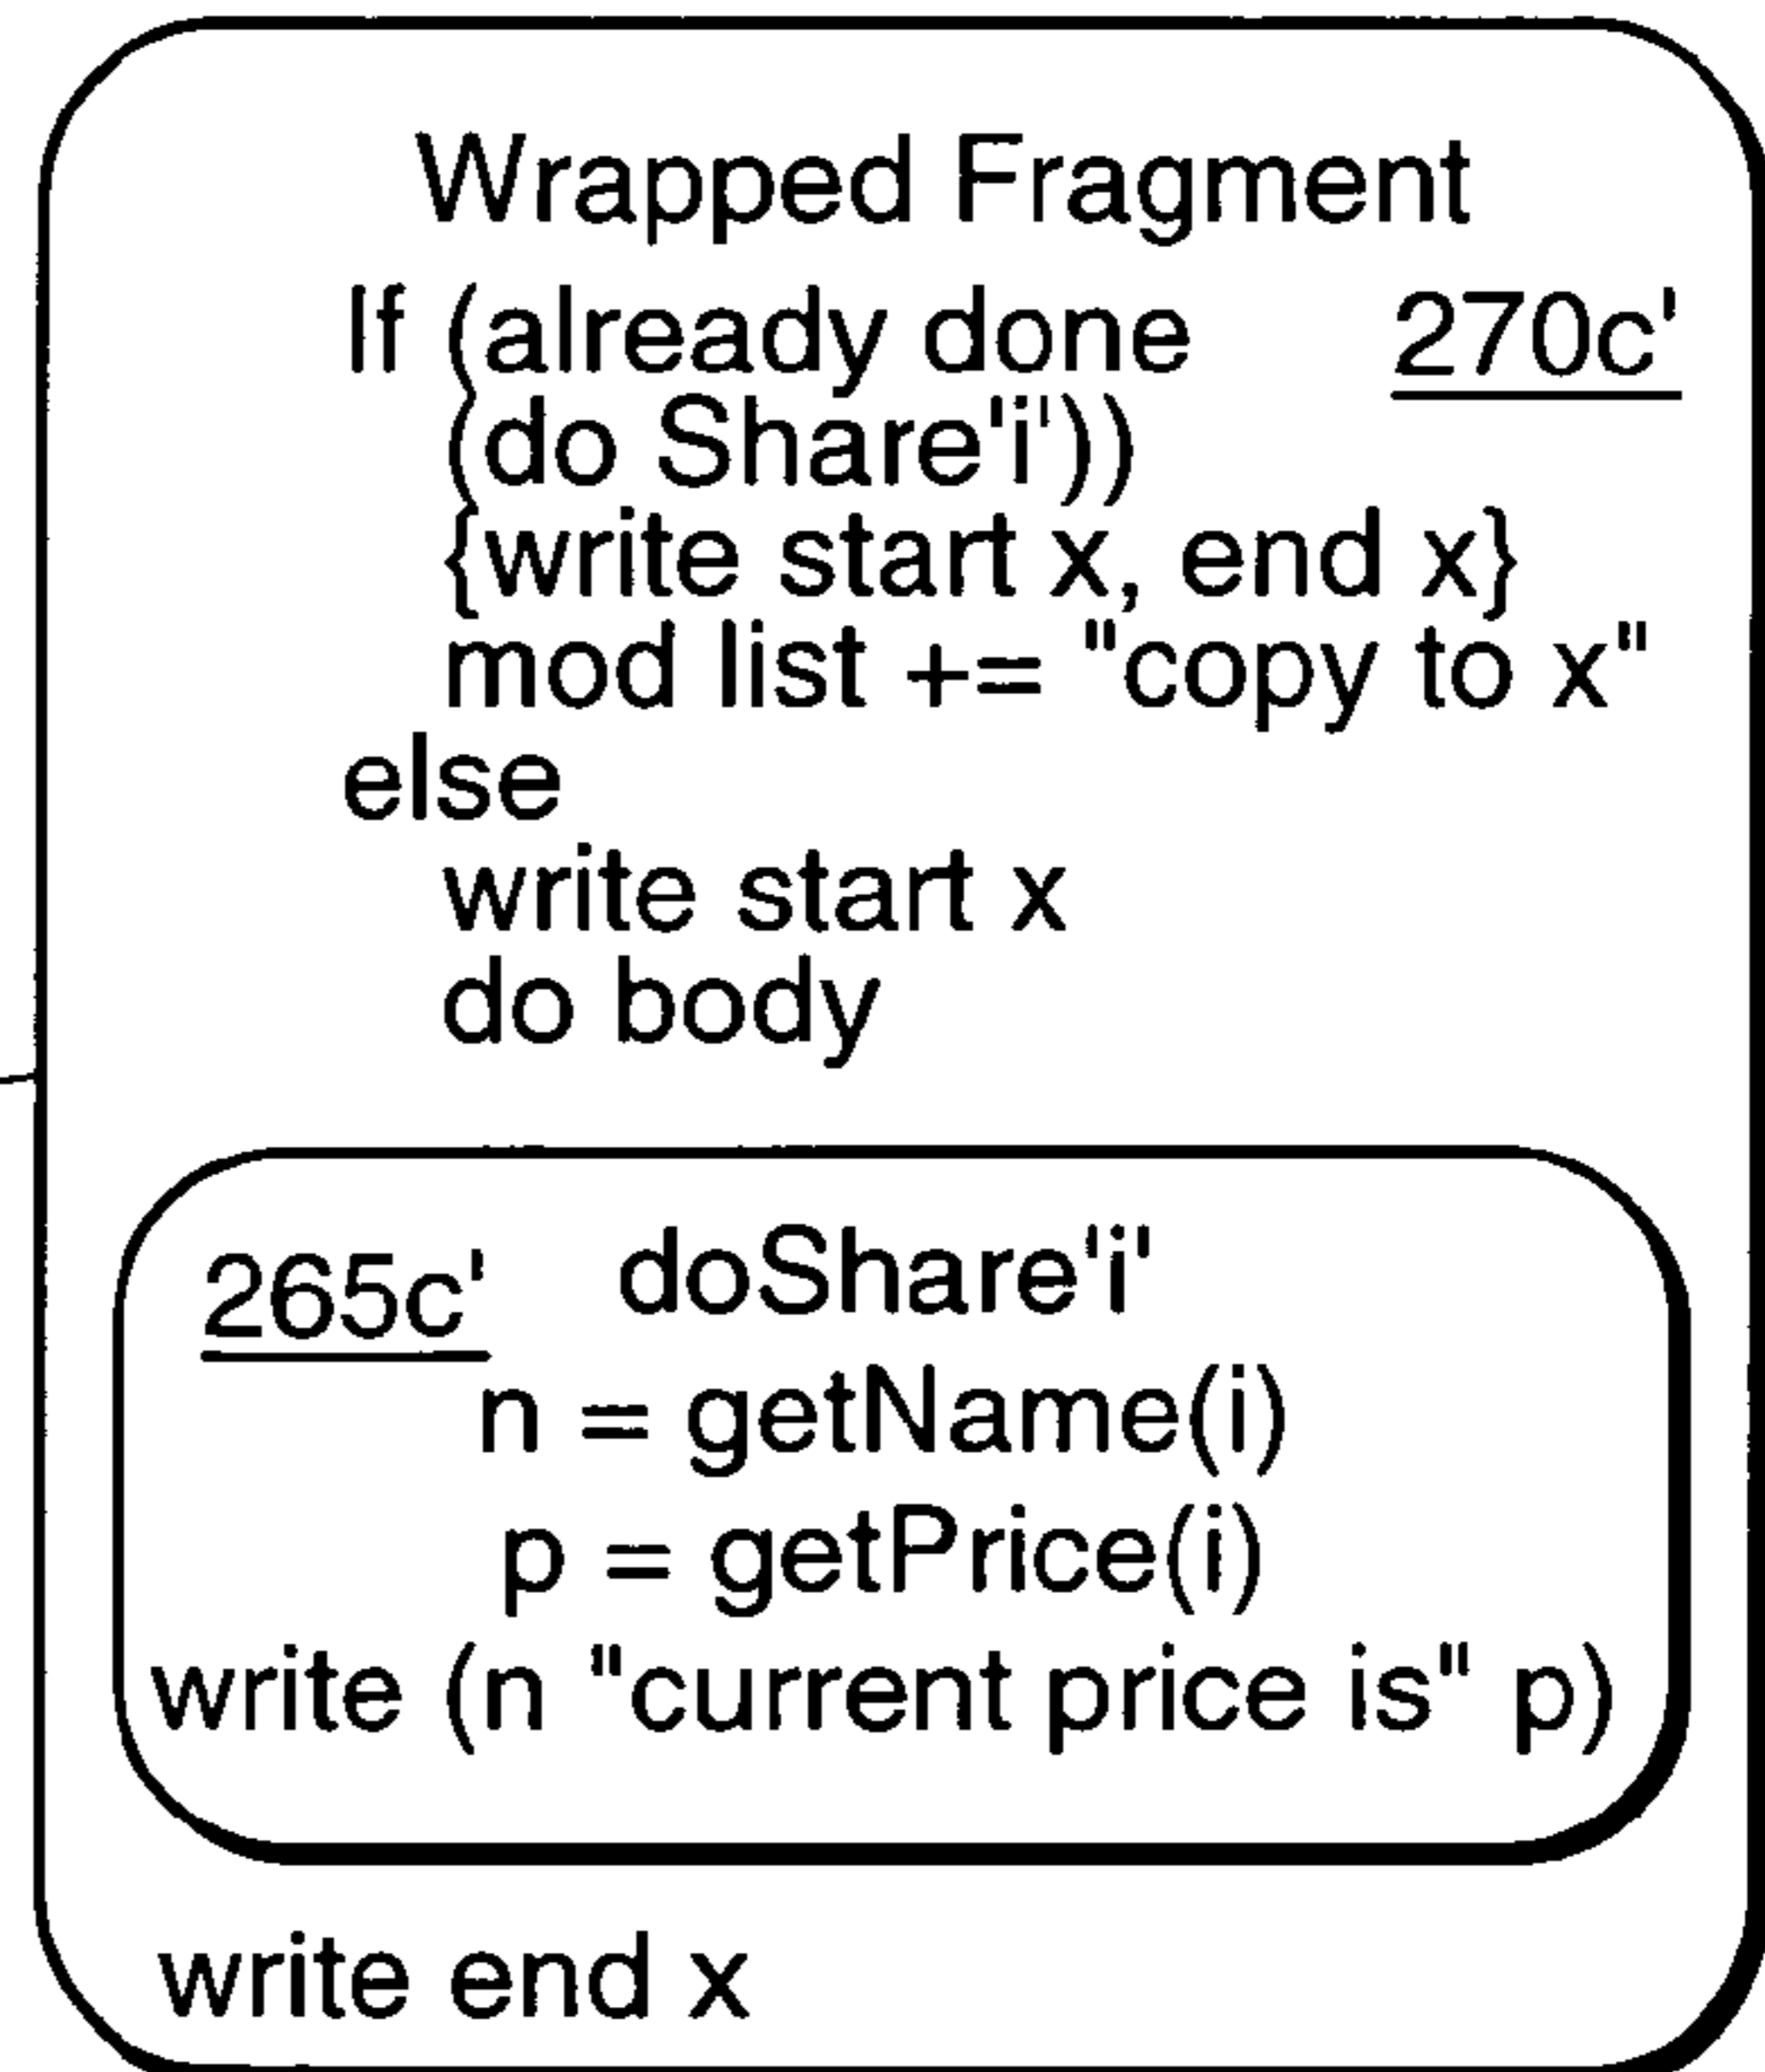 Wrapped Fragment
If (already done 270c'
(do Share'i'))
{write start x, end x}
mod list += "copy to x"
else
write start x
do body
265c' doShare'i'
n = getName(i)
p = getPrice(i)
write (n "current price is" p)
write end x